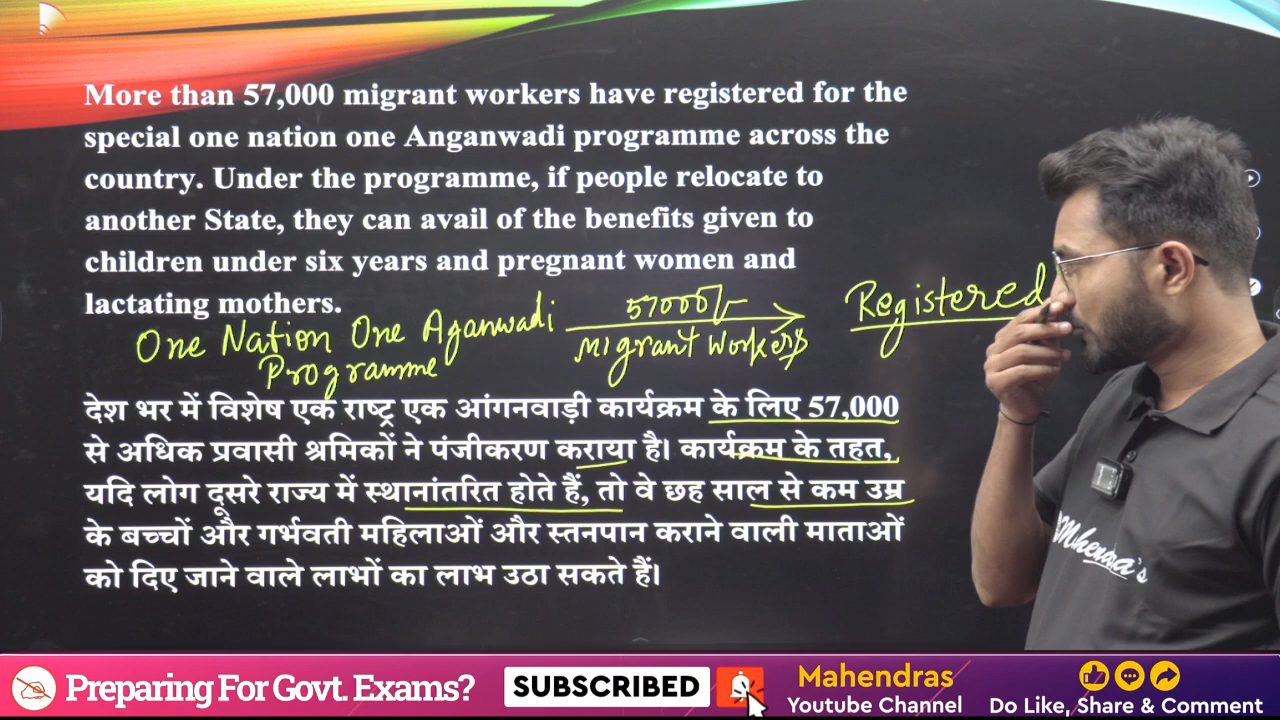 More than 57,000 migrant workers have registered for the
special one nation one Anganwadi programme across the
country. Under the programme, if people relocate to
another State, they can avail of the benefits given to
children under six years and pregnant women and
lactating mothers.
One Nation One Aganwadi
Programme
57000/-
Migrant Workers
Registered
देश भर में विशेष एक राष्ट्र एक आंगनवाड़ी कार्यक्रम के लिए 57,000
से अधिक प्रवासी श्रमिकों ने पंजीकरण कराया है। कार्यक्रम के तहत,
यदि लोग दूसरे राज्य में स्थानांतरित होते हैं, तो वे छह साल से कम उम्र
के बच्चों और गर्भवती महिलाओं और स्तनपान कराने वाली माताओं
को दिए जाने वाले लाभों का लाभ उठा सकते हैं।
Preparing For Govt. Exams?
SUBSCRIBED
Mahendras
Youtube Channel
Do Like, Share & Comment